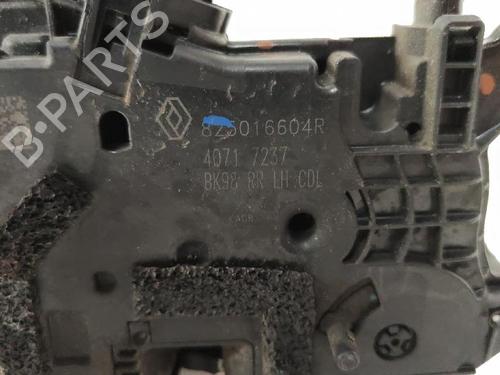 B-PARTS
825016604R
4071 7237
BK98 RR LH CDL